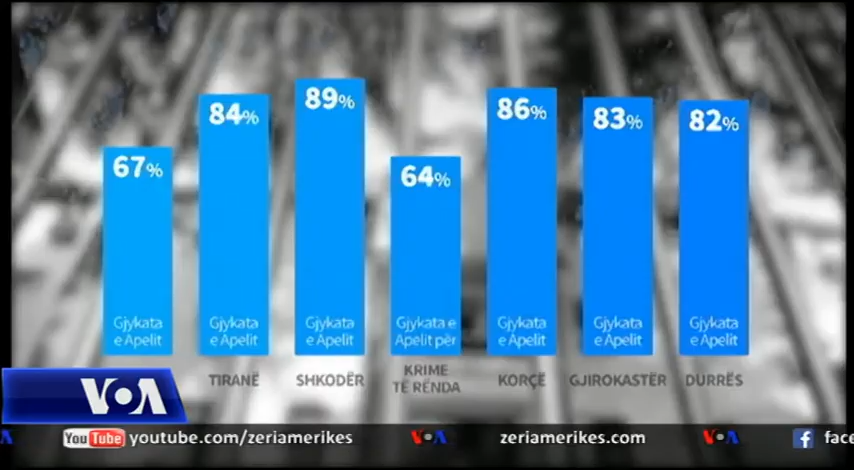 67%
84%
89%
64%
86%
83%
82%
Gjykata
e Apelit
Gjykata
e Apelit
Gjykata
e Apelit
Gjykata e
Apelit për
Gjykata
e Apelit
Gjykata
e Apelit
Gjykata
e Apelit
TIRANË
SHKODËR
KRIME
TË RËNDA
KORÇË
GJIROKASTËR
DURRËS
VOA
YouTube youtube.com/zeriamerikes VOA zeriamerikes.com VOA f face